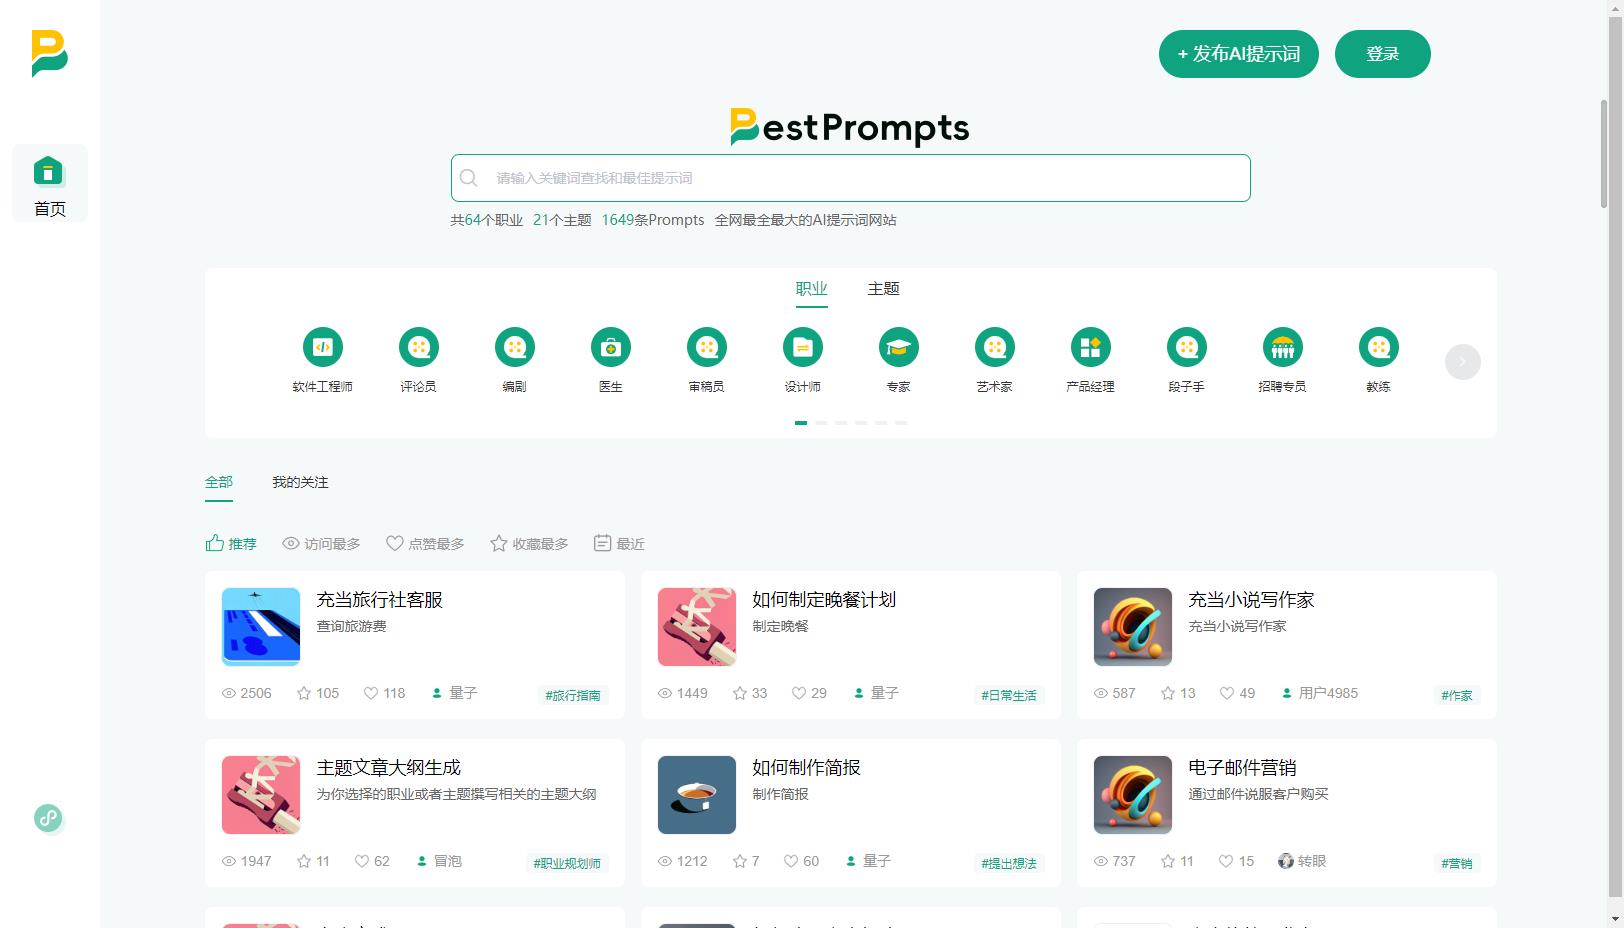 + 发布AI提示词
登录
BestPrompts
请输入关键词查找和最佳提示词
首页
共64个职业 21个主题 1649条Prompts 全网最全最大的AI提示词网站
职业 主题
软件工程师 评论员 编剧 医生 审稿员 设计师 专家 艺术家 产品经理 段子手 招聘专员 教练
全部 我的关注
推荐 访问最多 点赞最多 收藏最多 最近
充当旅行社客服
查询旅游费
2506 105 118 量子 #旅行指南
如何制定晚餐计划
制定晚餐
1449 33 29 量子 #日常生活
充当小说写作家
充当小说写作家
587 13 49 用户4985 #作家
主题文章大纲生成
为你选择的职业或者主题撰写相关的主题大纲
1947 11 62 冒泡 #职业规划师
如何制作简报
制作简报
1212 7 60 量子 #提出想法
电子邮件营销
通过邮件说服客户购买
737 11 15 转眼 #营销